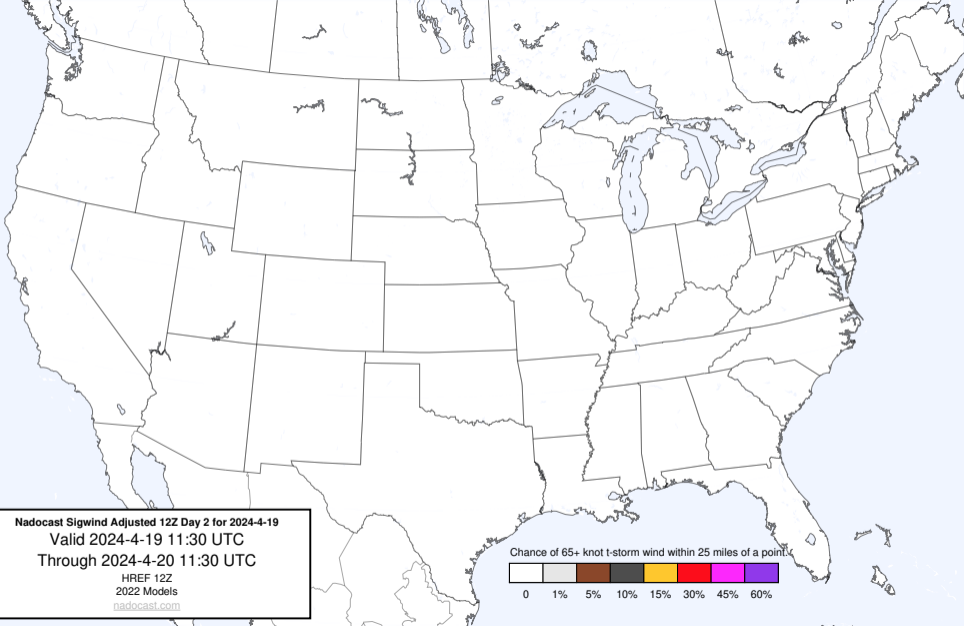 Nadocast Sigwind Adjusted 12Z Day 2 for 2024-4-19
Valid 2024-4-19 11:30 UTC
Through 2024-4-20 11:30 UTC
HREF 12Z
2022 Models
nadocast.com
Chance of 65+ knot t-storm wind within 25 miles of a point.
0 1% 5% 10% 15% 30% 45% 60%